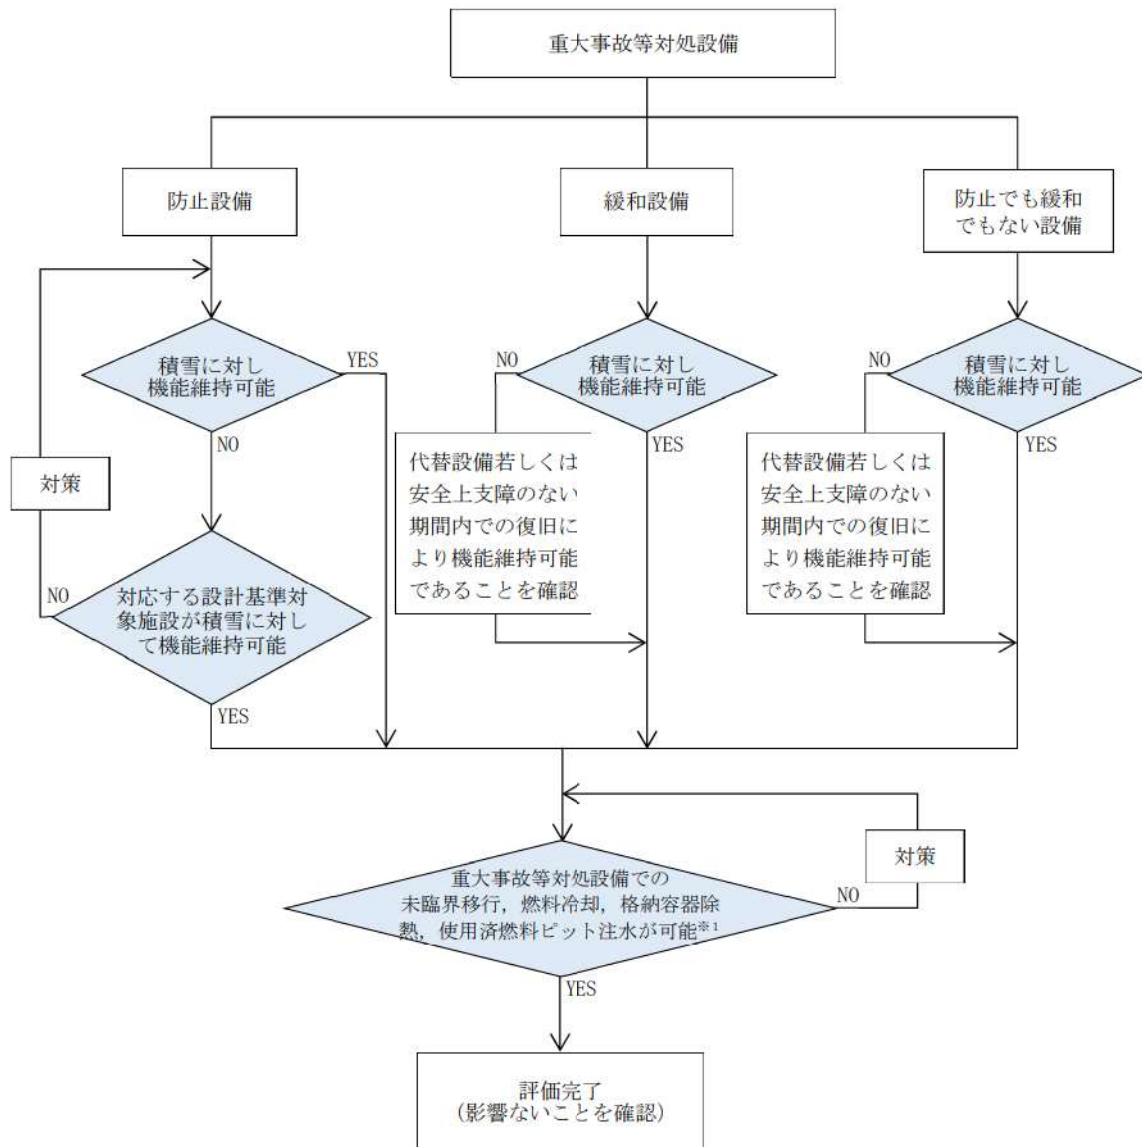 重大事故等対処設備
防止設備
緩和設備
防止でも緩和
でもない設備
積雪に対し
機能維持可能
YES
NO
積雪に対し
機能維持可能
NO
YES
積雪に対し
機能維持可能
NO
YES
対策
代替設備若しくは
安全上支障のない
期間内での復旧に
より機能維持可能
であることを確認
代替設備若しくは
安全上支障のない
期間内での復旧に
より機能維持可能
であることを確認
対応する設計基準対
象施設が積雪に対し
て機能維持可能
NO
YES
対策
重大事故等対処設備での
未臨界移行，燃料冷却，格納容器除
熱，使用済燃料ピット注水が可能※1
NO
YES
評価完了
（影響ないことを確認）